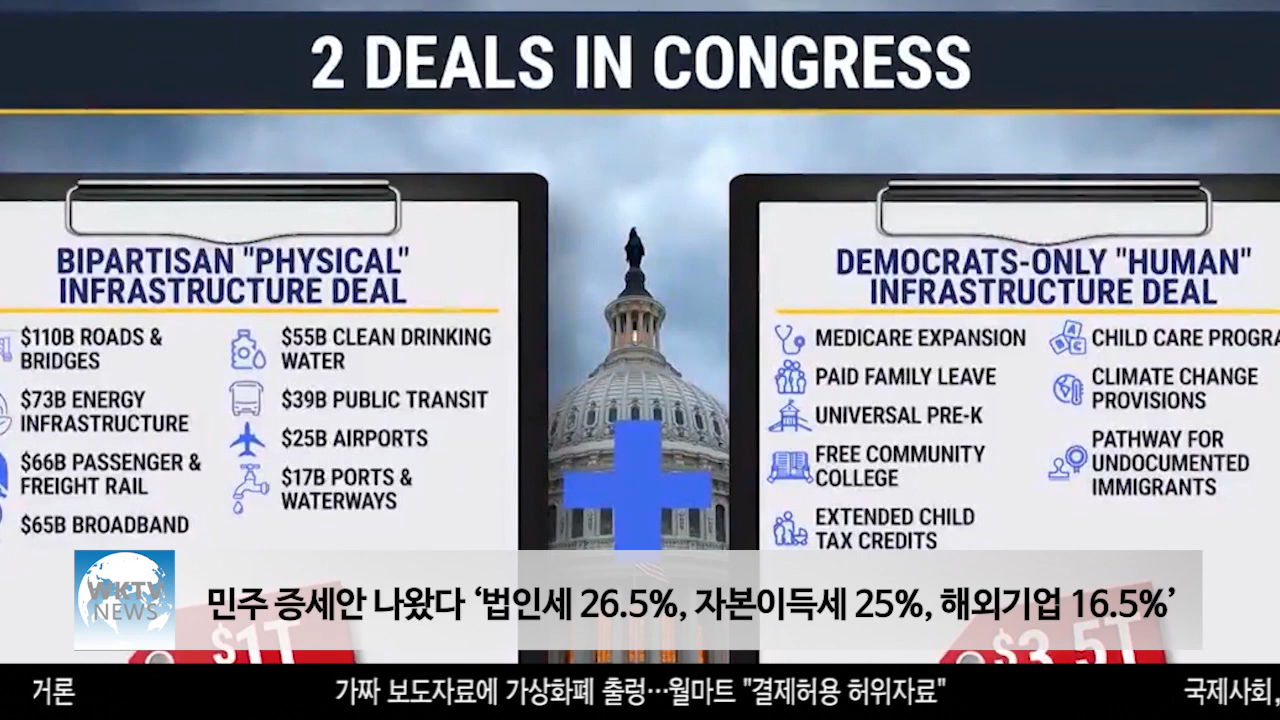 2 DEALS IN CONGRESS
BIPARTISAN "PHYSICAL"
INFRASTRUCTURE DEAL
$110B ROADS &
BRIDGES
$73B ENERGY
INFRASTRUCTURE
$66B PASSENGER &
FREIGHT RAIL
$65B BROADBAND
$55B CLEAN DRINKING
WATER
$39B PUBLIC TRANSIT
$25B AIRPORTS
$17B PORTS &
WATERWAYS
$1T
DEMOCRATS-ONLY "HUMAN"
INFRASTRUCTURE DEAL
MEDICARE EXPANSION
PAID FAMILY LEAVE
UNIVERSAL PRE-K
FREE COMMUNITY
COLLEGE
EXTENDED CHILD
TAX CREDITS
CHILD CARE PROGRA
CLIMATE CHANGE
PROVISIONS
PATHWAY FOR
UNDOCUMENTED
IMMIGRANTS
$3.5T
WKTV
NEWS
민주 증세안 나왔다 ‘법인세 26.5%, 자본이득세 25%, 해외기업 16.5%’
거론 가짜 보도자료에 가상화폐 출렁…월마트 "결제허용 허위자료" 국제사회,